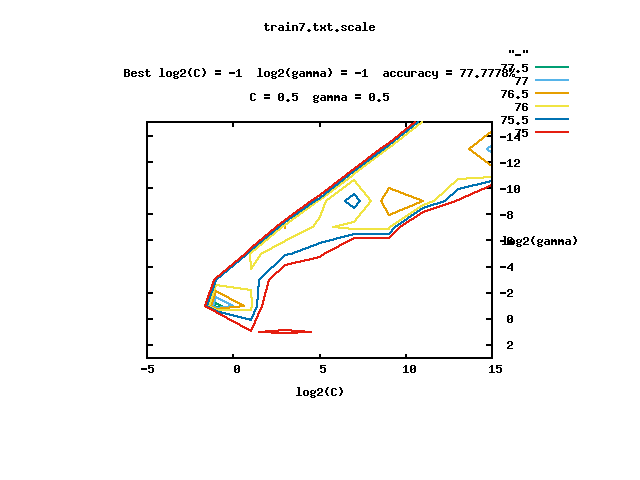 train7.txt.scale
"-"
Best log2(C) = -1 log2(gamma) = -1 accuracy = 77.7778%
77.5
77
C = 0.5 gamma = 0.5
76.5
76
75.5
75
-14
-12
-10
-8
-6
log2(gamma)
-4
-2
0
2
-5 0 5 10 15
log2(C)